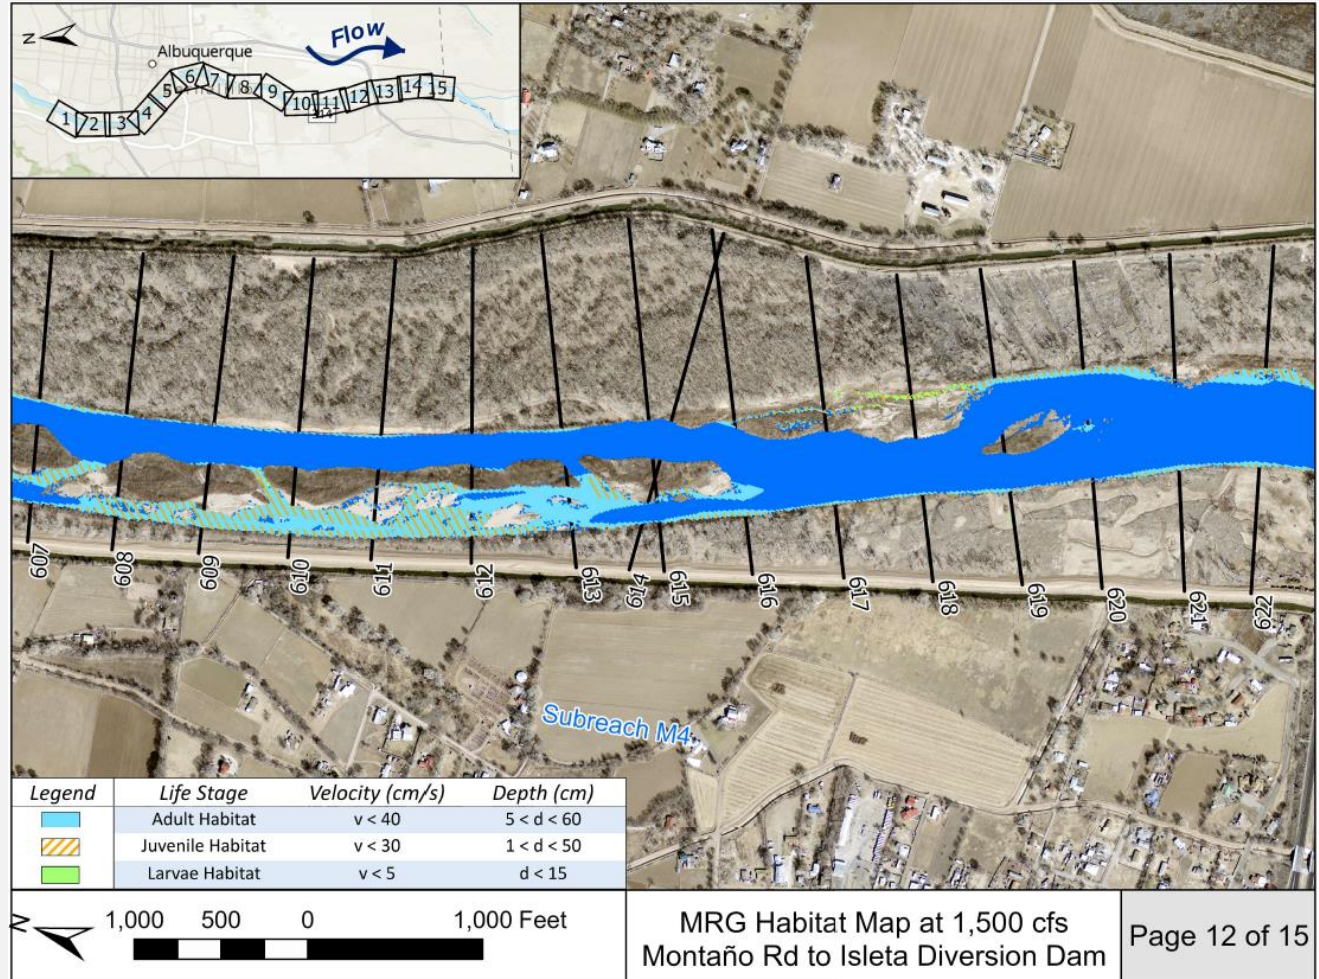 N
Albuquerque
Flow
1 2 3 4 5 6 7 8 9 10 11 12 13 14 15
607
608
609
610
611
612
613
614
615
616
617
618
619
620
621
622
Subreach M4
Legend Life Stage Velocity (cm/s) Depth (cm)
Adult Habitat v < 40 5 < d < 60
Juvenile Habitat v < 30 1 < d < 50
Larvae Habitat v < 5 d < 15
N
1,000 500 0 1,000 Feet
MRG Habitat Map at 1,500 cfs
Montaño Rd to Isleta Diversion Dam
Page 12 of 15